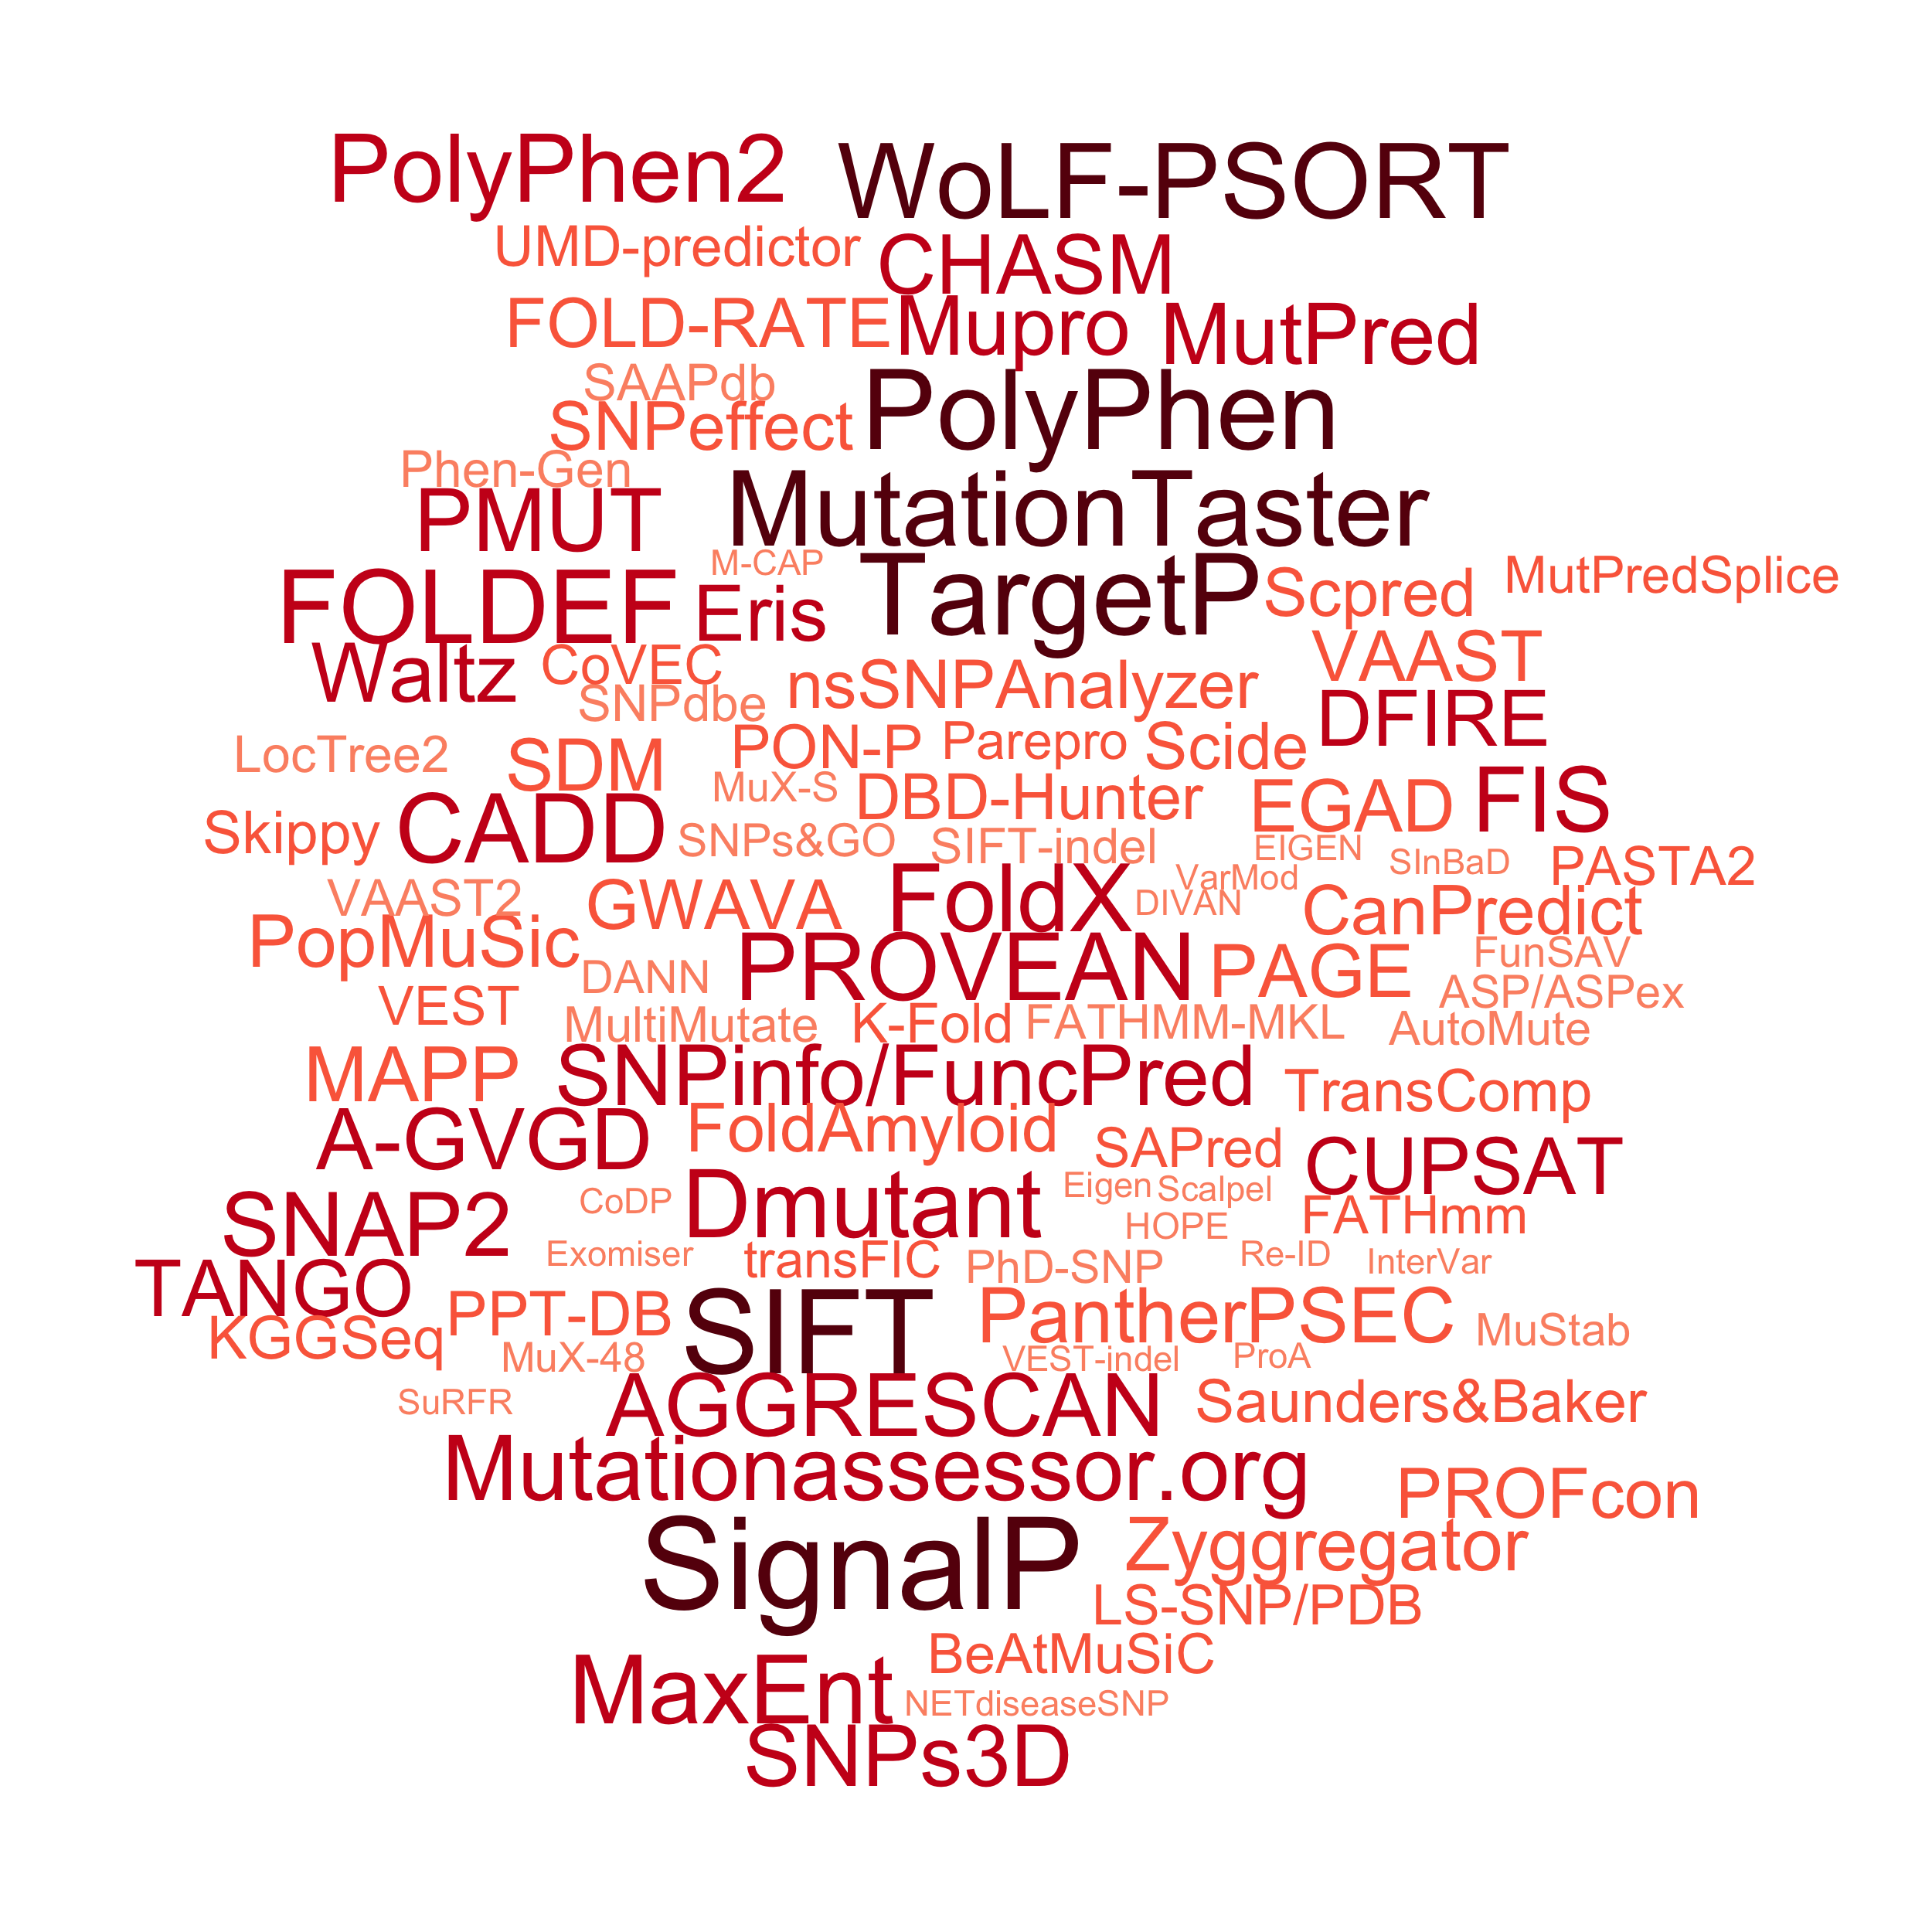 PolyPhen2 WoLF-PSORT
UMD-predictor CHASM
FOLD-RATE Mupro MutPred
SAAPdb
SNPeffect PolyPhen
Phen-Gen
PMUT MutationTaster
M-CAP
FOLDEF Eris TargetP Scpred MutPredSplice
Waltz CoVEC nsSNPAnalyzer VAAST
SNPdbe DFIRE
LocTree2 SDM PON-P Parepro Scide
MuX-S DBD-Hunter EGAD FIS
Skippy CADD SNPs&GO SIFT-indel EIGEN SInBaD PASTA2
VAAST2 GWAVA FoldX VarMod
DIVAN CanPredict
PopMuSic DANN PROVEAN PAGE FunSAV
VEST ASP/ASPex
MultiMutate K-Fold FATHMM-MKL AutoMute
MAPP SNPinfo/FuncPred TransComp
A-GVGD FoldAmyloid SAPred CUPSAT
SNAP2 CoDP Dmutant Eigen Scalpel FATHmm
HOPE
Exomiser transFIC PhD-SNP Re-ID InterVar
TANGO PPT-DB SIFT PantherPSEC MuStab
KGGSeq MuX-48 VEST-indel ProA
SuRFR AGGRESCAN Saunders&Baker
Mutationassessor.org PROFcon
SignalP Zyggregator
LS-SNP/PDB
BeAtMuSiC
MaxEnt NETdiseaseSNP
SNPs3D